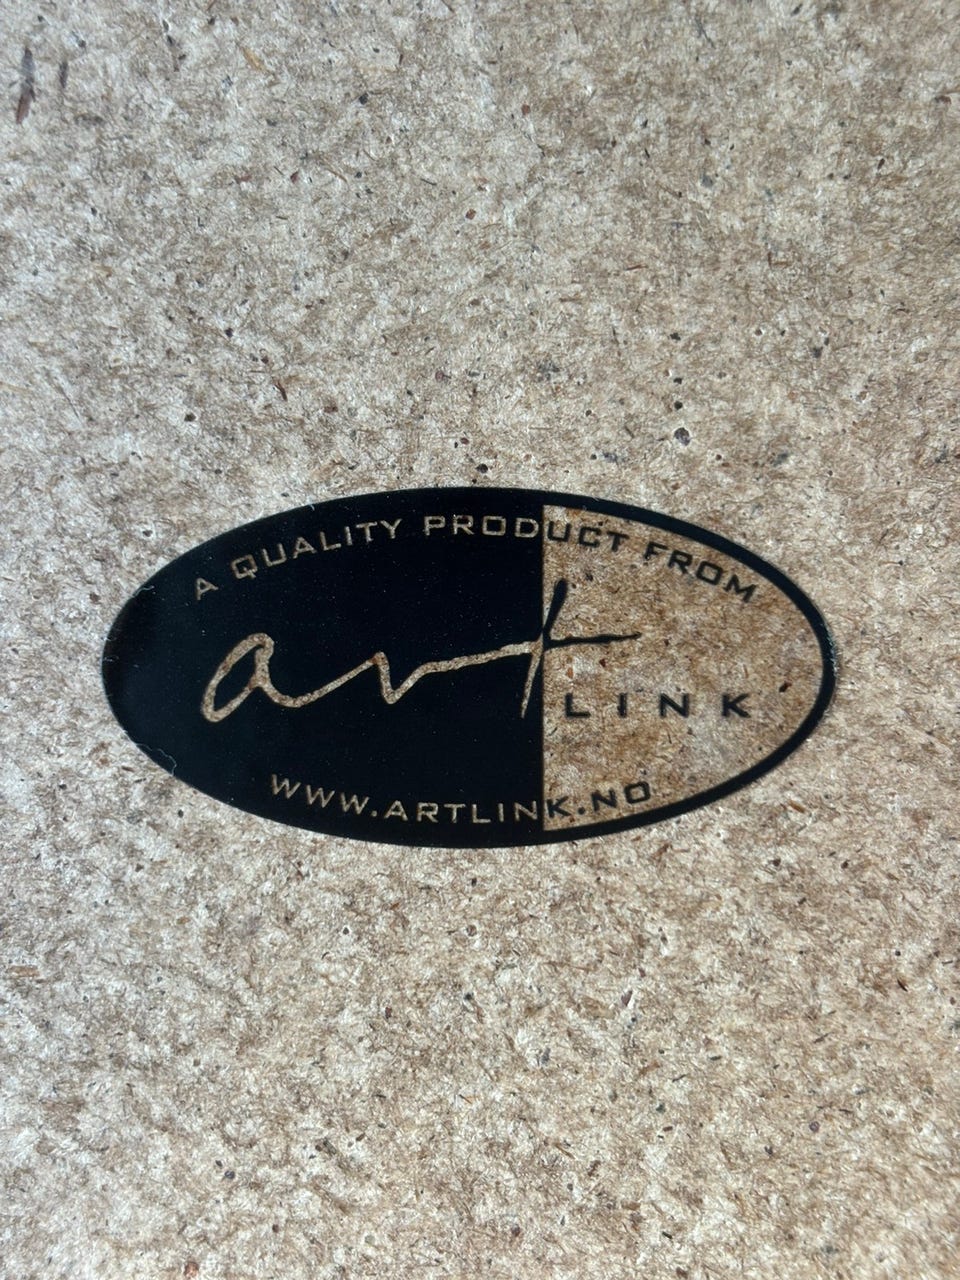 A QUALITY PRODUCT FROM
art
LINK
WWW.ARTLINK.NO